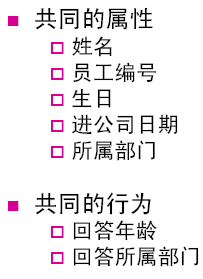 共同的属性
姓名
员工编号
生日
进公司日期
所属部门
共同的行为
回答年龄
回答所属部门